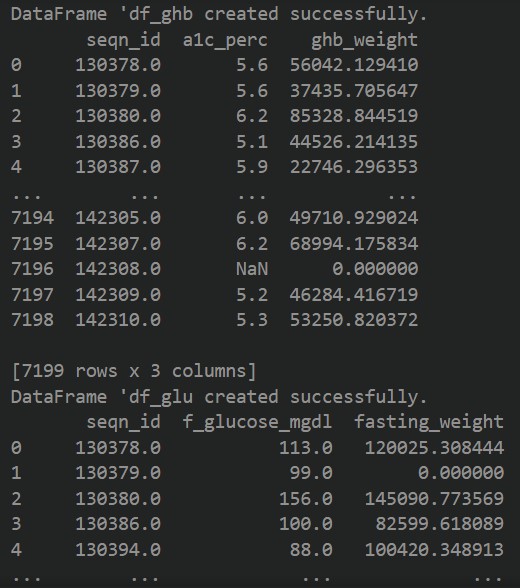 DataFrame 'df_ghb created successfully.
seqn_id a1c_perc ghb_weight
0 130378.0 5.6 56042.129410
1 130379.0 5.6 37435.705647
2 130380.0 6.2 85328.844519
3 130386.0 5.1 44526.214135
4 130387.0 5.9 22746.296353
... ... ... ...
7194 142305.0 6.0 49710.929024
7195 142307.0 6.2 68994.175834
7196 142308.0 NaN 0.000000
7197 142309.0 5.2 46284.416719
7198 142310.0 5.3 53250.820372
[7199 rows x 3 columns]
DataFrame 'df_glu created successfully.
seqn_id f_glucose_mgdl fasting_weight
0 130378.0 113.0 120025.308444
1 130379.0 99.0 0.000000
2 130380.0 156.0 145090.773569
3 130386.0 100.0 82599.618089
4 130394.0 88.0 100420.348913
... ... ... ...